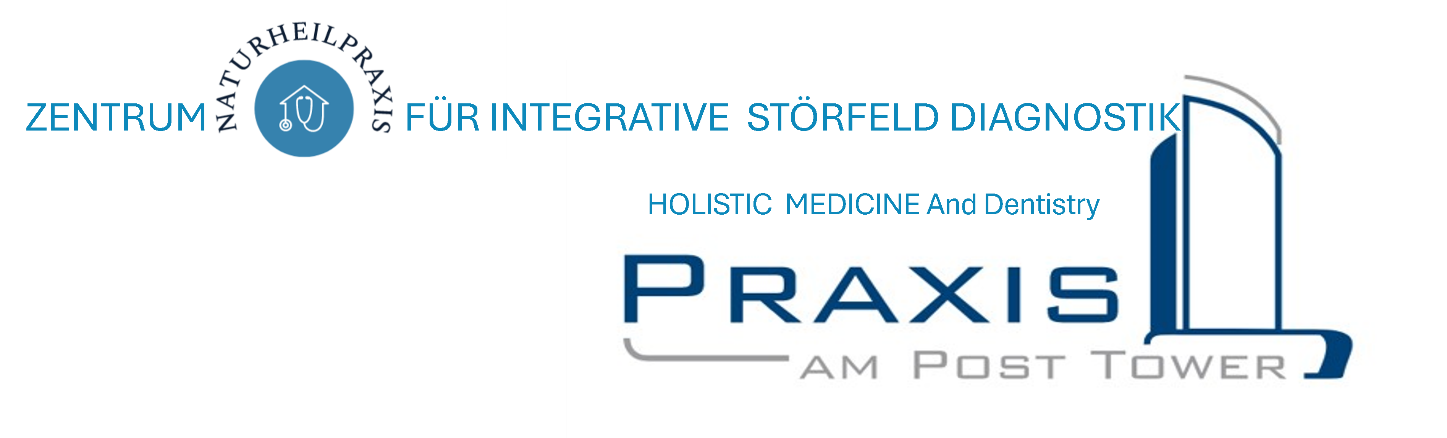 NATURHEILPRAXIS
ZENTRUM FÜR INTEGRATIVE STÖRFELD DIAGNOSTIK
HOLISTIC MEDICINE And Dentistry
PRAXIS
AM POST TOWER